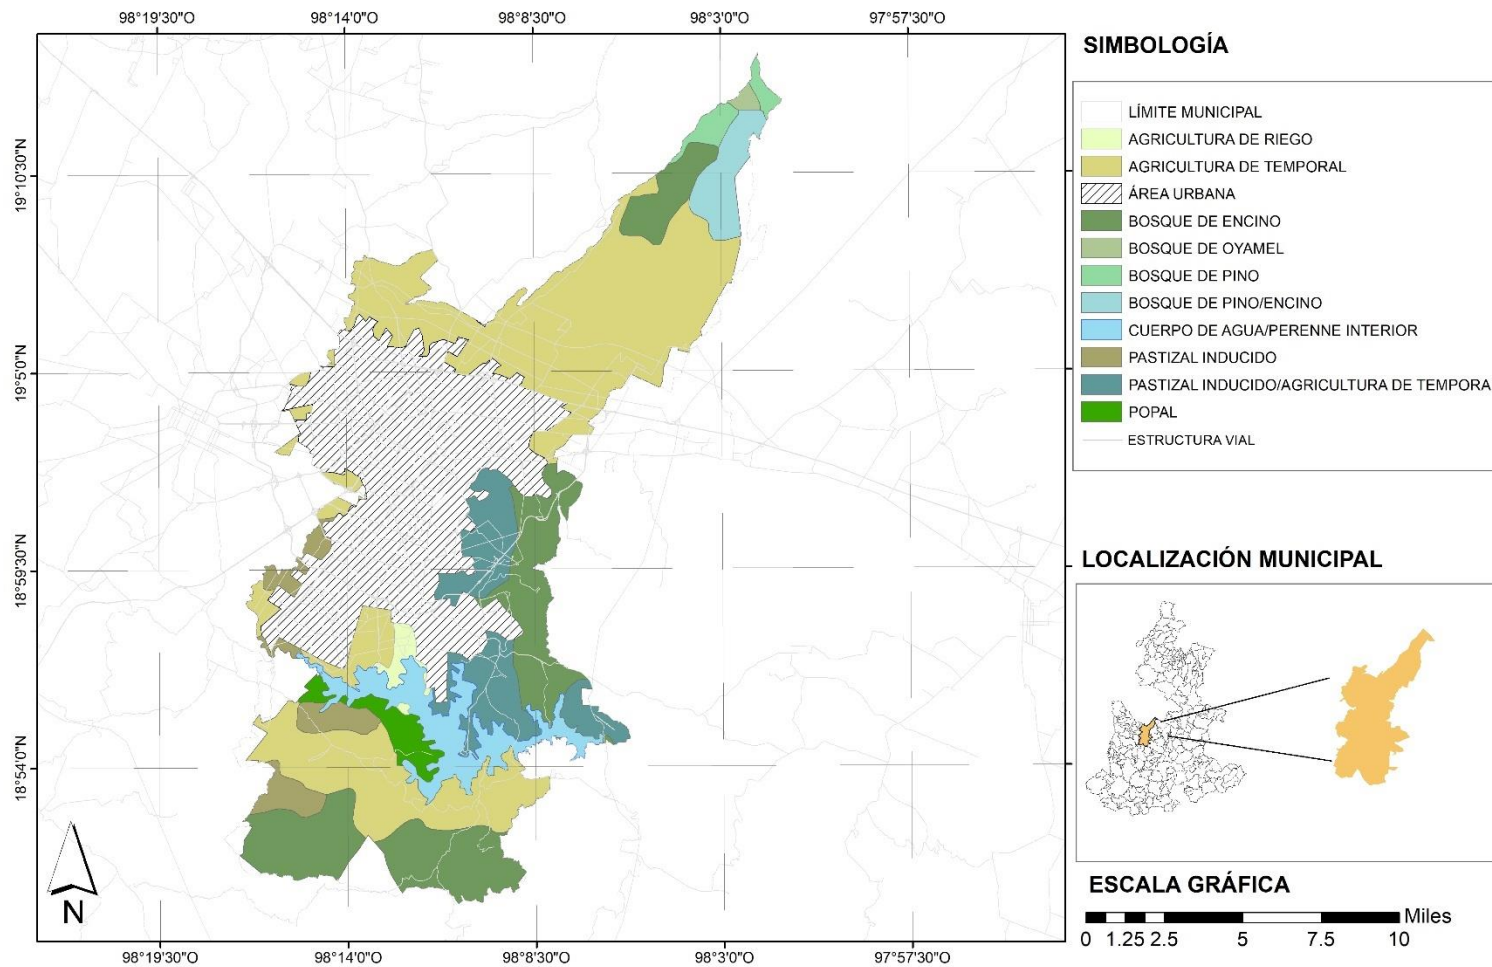 98°19'30"O 98°14'0"O 98°8'30"O 98°3'0"O 97°57'30"O
19°10'30"N
19°5'0"N
18°59'30"N
18°54'0"N
N
98°19'30"O 98°14'0"O 98°8'30"O 98°3'0"O 97°57'30"O
SIMBOLOGÍA
LÍMITE MUNICIPAL
AGRICULTURA DE RIEGO
AGRICULTURA DE TEMPORAL
ÁREA URBANA
BOSQUE DE ENCINO
BOSQUE DE OYAMEL
BOSQUE DE PINO
BOSQUE DE PINO/ENCINO
CUERPO DE AGUA/PERENNE INTERIOR
PASTIZAL INDUCIDO
PASTIZAL INDUCIDO/AGRICULTURA DE TEMPORA
POPAL
ESTRUCTURA VIAL
LOCALIZACIÓN MUNICIPAL
ESCALA GRÁFICA
Miles
0 1.25 2.5 5 7.5 10